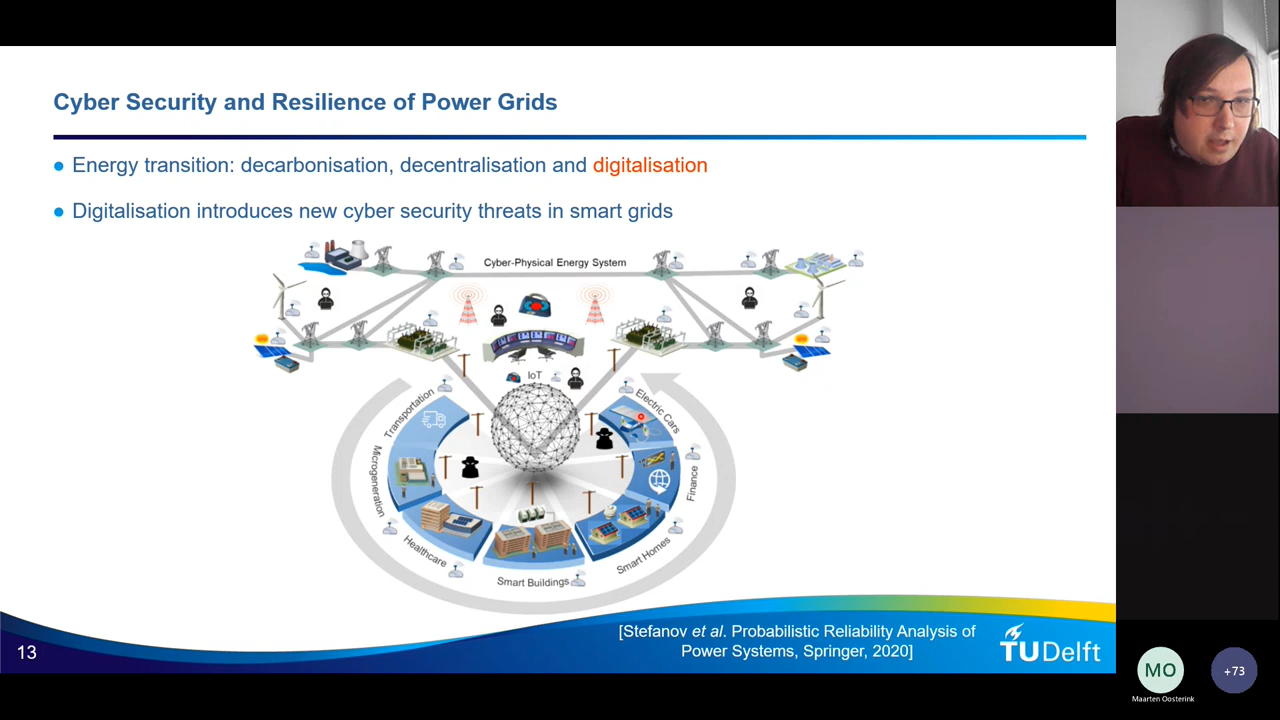 Cyber Security and Resilience of Power Grids
Energy transition: decarbonisation, decentralisation and digitalisation
Digitalisation introduces new cyber security threats in smart grids
Cyber-Physical Energy System
IoT
Transportation
Electric Cars
Microgeneration
Finance
Healthcare
Smart Homes
Smart Buildings
[Stefanov et al. Probabilistic Reliability Analysis of
Power Systems, Springer, 2020]
13
TUDelft
MO
+73
Maarten Oosterink